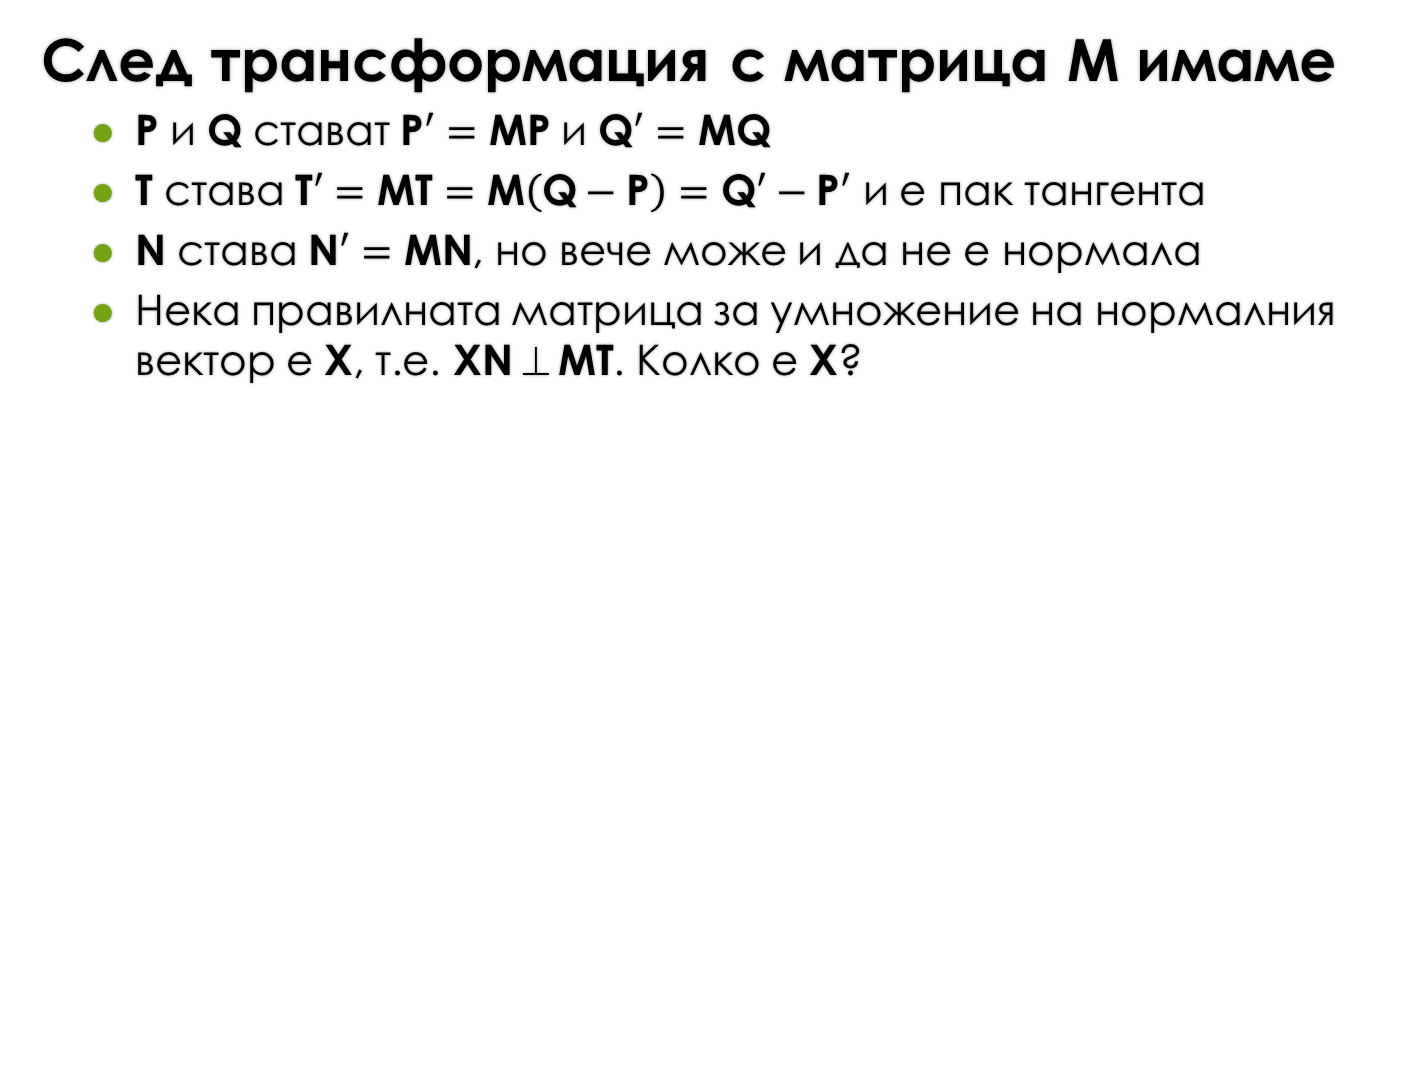 След трансформация с матрица M имаме
● P и Q стават P′ = MP и Q′ = MQ
● T става T′ = MT = M(Q − P) = Q′ − P′ и е пак тангента
● N става N′ = MN, но вече може и да не е нормала
● Нека правилната матрица за умножение на нормалния
вектор е X, т.е. XN ⊥ MT. Колко е X?